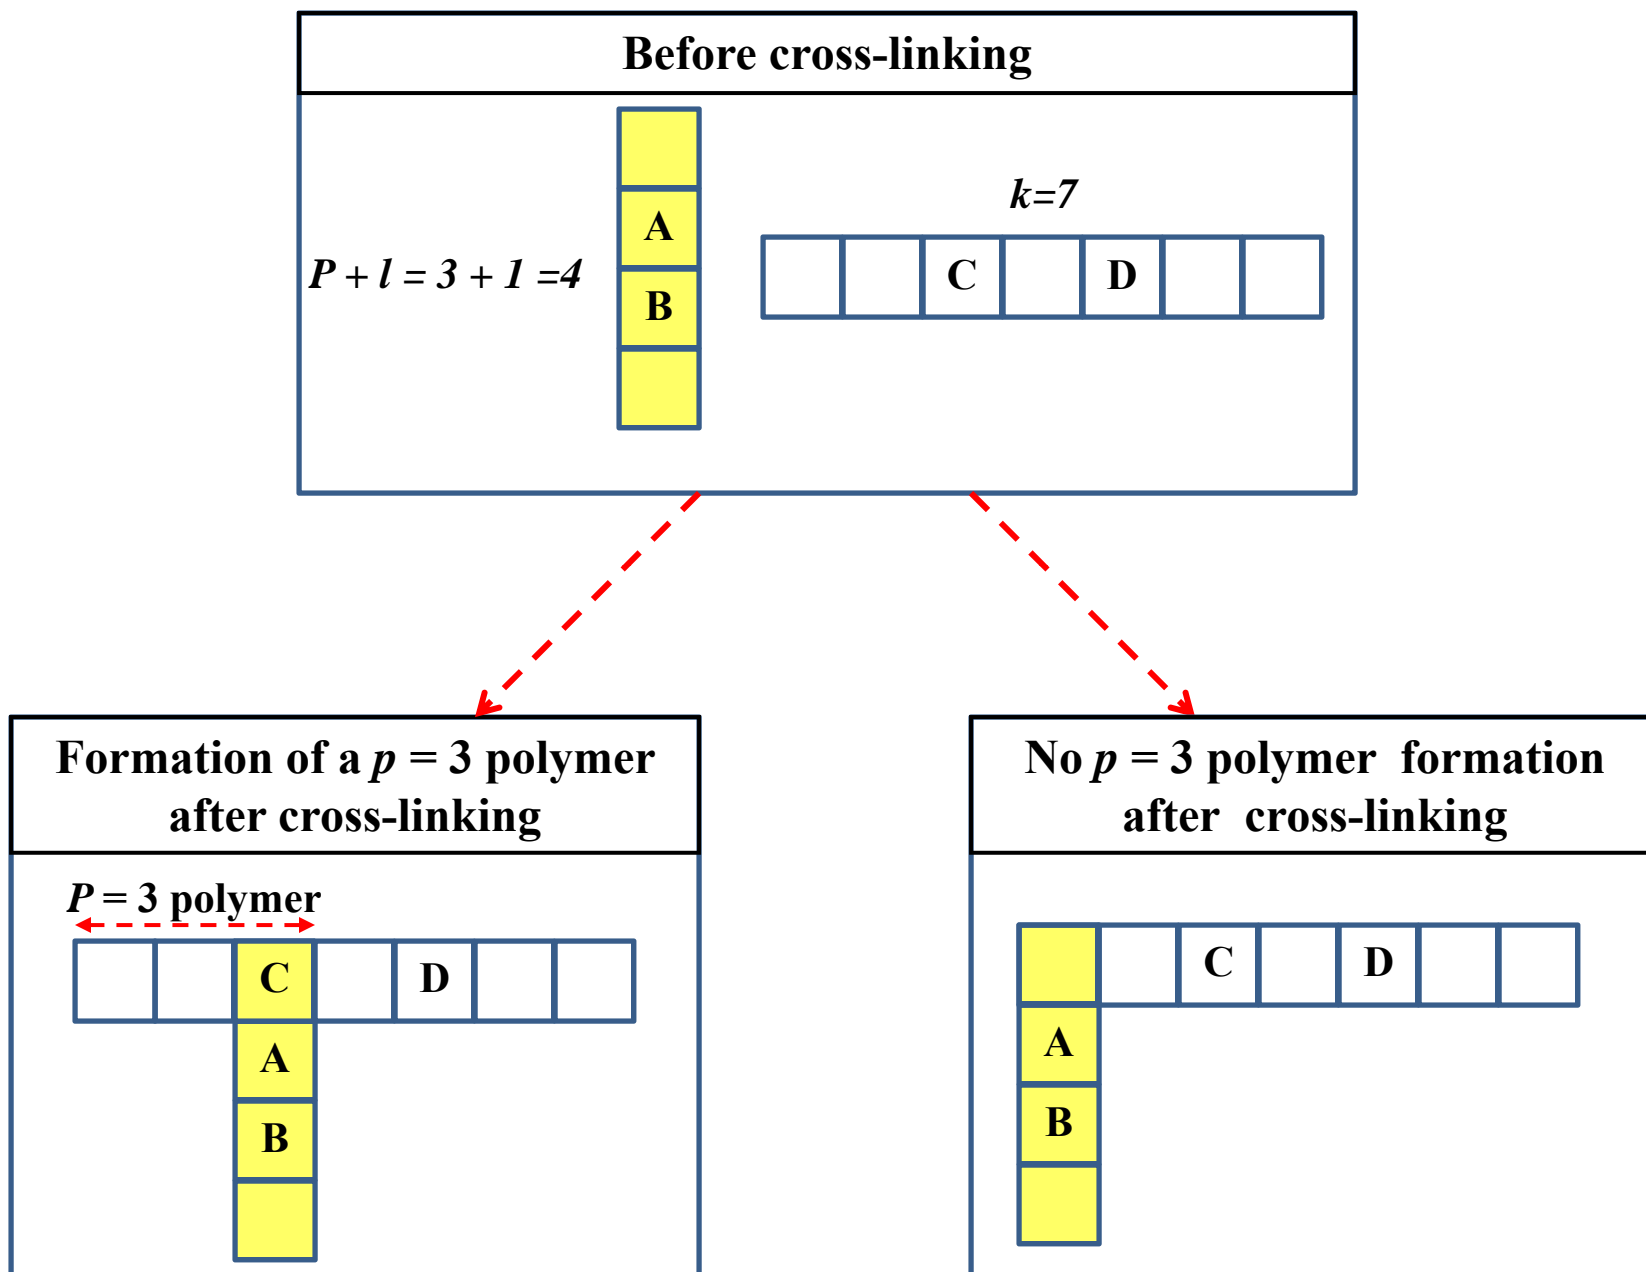 Before cross-linking
k=7
A
P + l = 3 + 1 =4
C
D
B
Formation of a p = 3 polymer
after cross-linking
P = 3 polymer
C
D
A
B
No p = 3 polymer formation
after cross-linking
C
D
A
B